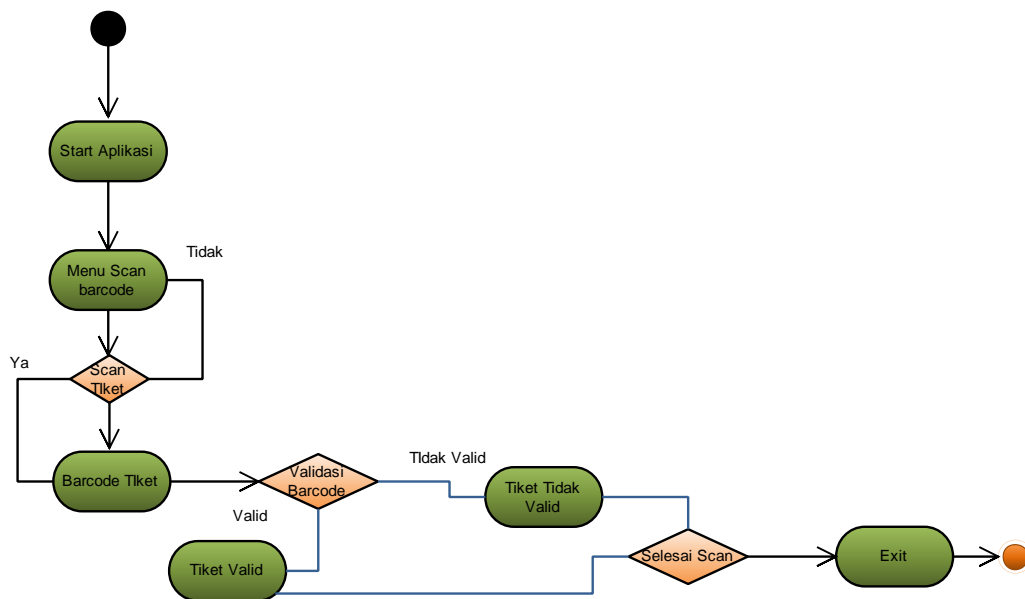 Start Aplikasi
Tidak
Menu Scan
barcode
Ya
Scan
TIket
Barcode TIket
Validasi
Barcode
TIdak Valid
Valid
Tiket Tidak
Valid
Tiket Valid
Selesai Scan
Exit